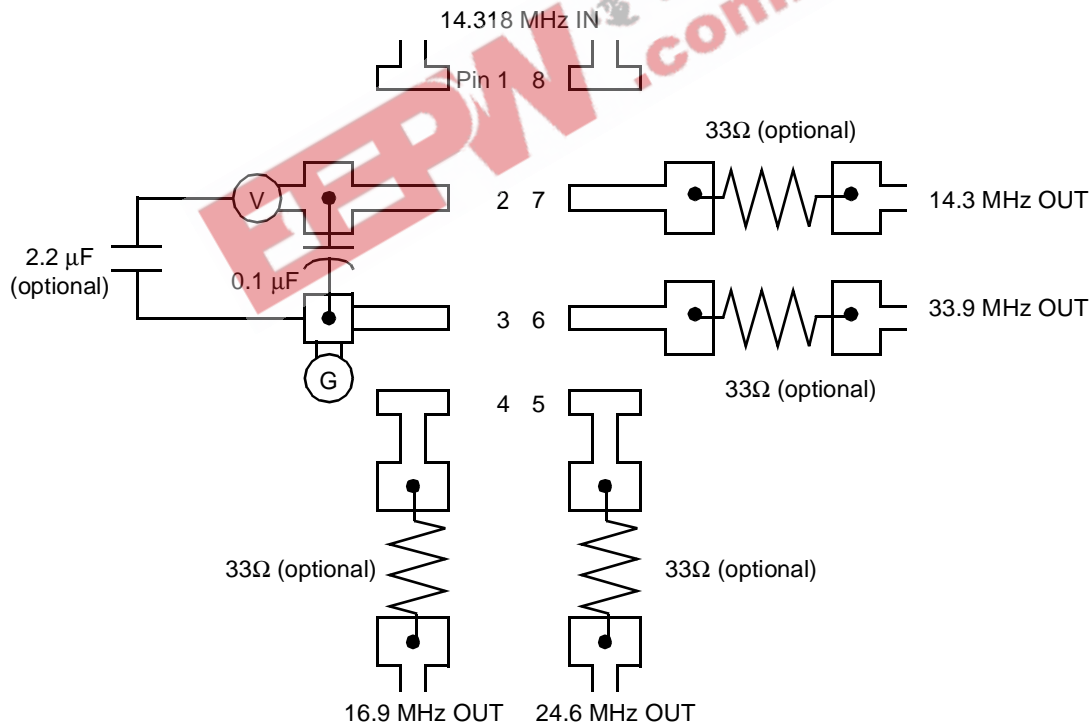 14.318 MHz IN
Pin 1 8
33Ω (optional)
V
2 7
14.3 MHz OUT
2.2 μF
(optional)
0.1 μF
3 6
33.9 MHz OUT
G
33Ω (optional)
4 5
33Ω (optional)
33Ω (optional)
16.9 MHz OUT
24.6 MHz OUT
EEPW
.com